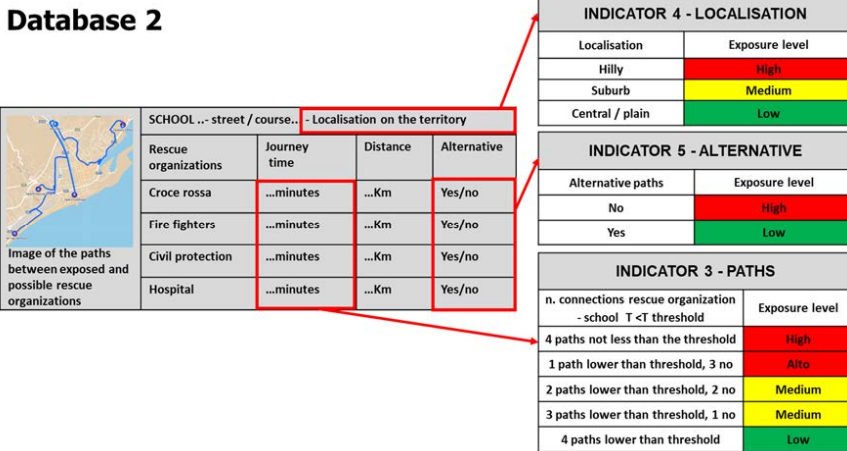 Database 2
SCHOOL ..- street / course.. - Localisation on the territory
Rescue organizations
Journey time
Distance
Alternative
Croce rossa
...minutes
...Km
Yes/no
Fire fighters
...minutes
...Km
Yes/no
Civil protection
...minutes
...Km
Yes/no
Hospital
...minutes
...Km
Yes/no
Image of the paths
between exposed and
possible rescue
organizations
INDICATOR 4 - LOCALISATION
Localisation
Exposure level
Hilly
High
Suburb
Medium
Central / plain
Low
INDICATOR 5 - ALTERNATIVE
Alternative paths
Exposure level
No
High
Yes
Low
INDICATOR 3 - PATHS
n. connections rescue organization
- school T <T threshold
Exposure level
4 paths not less than the threshold
High
1 path lower than threshold, 3 no
Alto
2 paths lower than threshold, 2 no
Medium
3 paths lower than threshold, 1 no
Medium
4 paths lower than threshold
Low